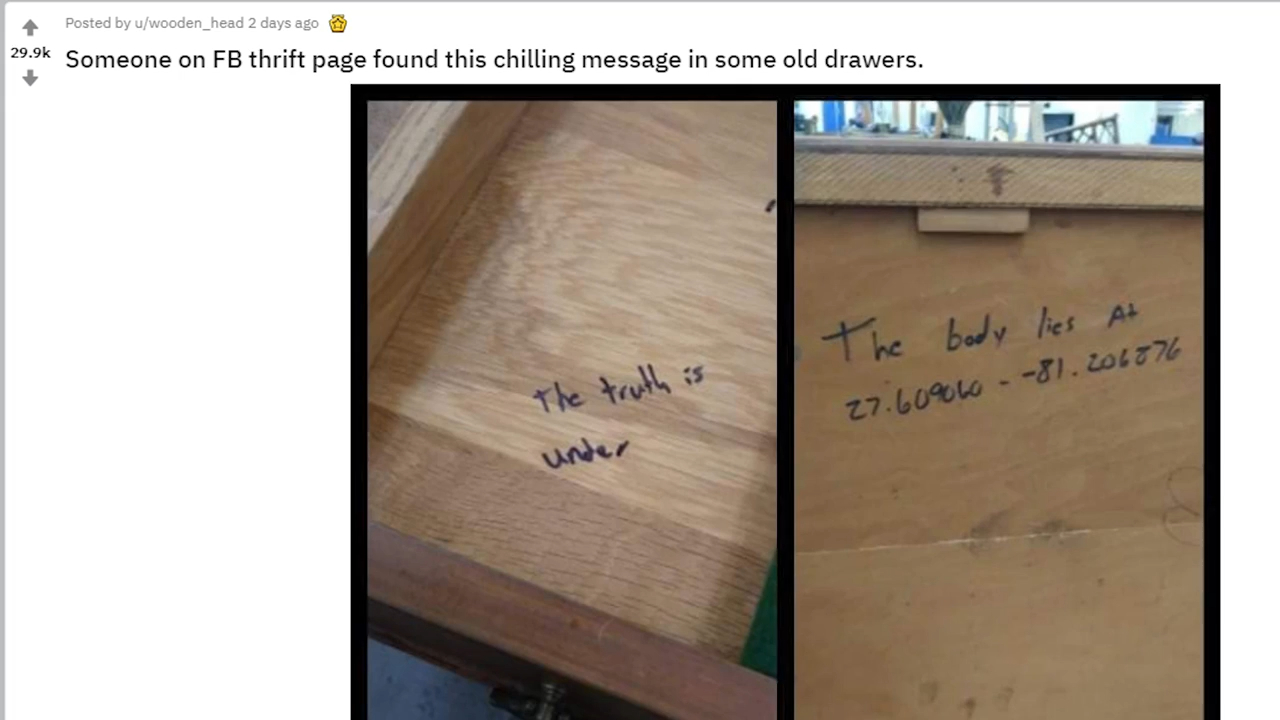 Posted by u/wooden_head 2 days ago
29.9k
Someone on FB thrift page found this chilling message in some old drawers.
The truth is
under
The body lies At
27.609060 - -81.206876